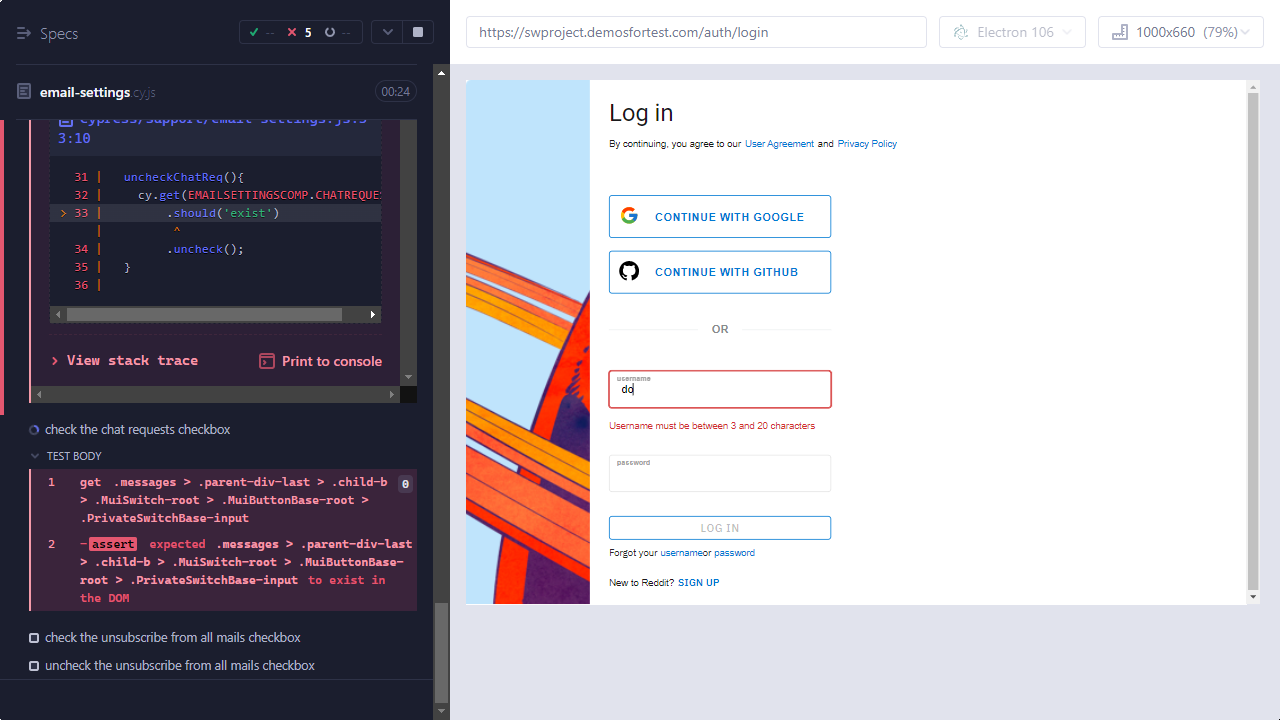 Specs
-- 5 --
https://swproject.demosfortest.com/auth/login
Electron 106
1000x660 (79%)
email-settings.cy.js
00:24
cypress/support/email-settings.js:3
3:10
31 | uncheckChatReq(){
32 | cy.get(EMAILSETTINGSCOMP.CHATREQUES
> 33 | .should('exist')
| ^
34 | .uncheck();
35 | }
36 |
> View stack trace
Print to console
check the chat requests checkbox
TEST BODY
1 get .messages > .parent-div-last > .child-b 0
> .MuiSwitch-root > .MuiButtonBase-root >
.PrivateSwitchBase-input
2 -assert expected .messages > .parent-div-last
> .child-b > .MuiSwitch-root > .MuiButtonBase-
root > .PrivateSwitchBase-input to exist in
the DOM
check the unsubscribe from all mails checkbox
uncheck the unsubscribe from all mails checkbox
Log in
By continuing, you agree to our User Agreement and Privacy Policy
CONTINUE WITH GOOGLE
CONTINUE WITH GITHUB
OR
username
do
Username must be between 3 and 20 characters
password
LOG IN
Forgot your usernameor password
New to Reddit? SIGN UP